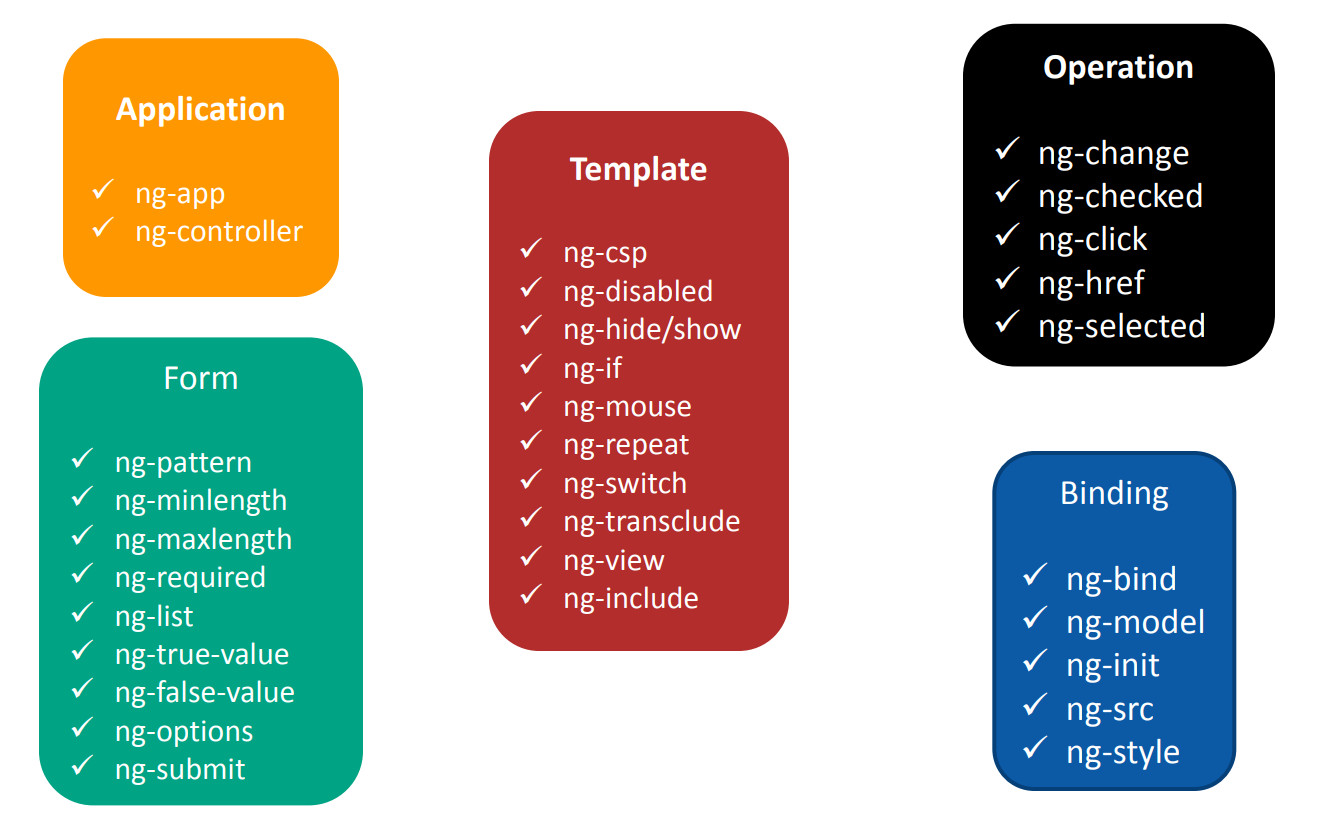 Application
✓ ng-app
✓ ng-controller
Form
✓ ng-pattern
✓ ng-minlength
✓ ng-maxlength
✓ ng-required
✓ ng-list
✓ ng-true-value
✓ ng-false-value
✓ ng-options
✓ ng-submit
Template
✓ ng-csp
✓ ng-disabled
✓ ng-hide/show
✓ ng-if
✓ ng-mouse
✓ ng-repeat
✓ ng-switch
✓ ng-transclude
✓ ng-view
✓ ng-include
Operation
✓ ng-change
✓ ng-checked
✓ ng-click
✓ ng-href
✓ ng-selected
Binding
✓ ng-bind
✓ ng-model
✓ ng-init
✓ ng-src
✓ ng-style